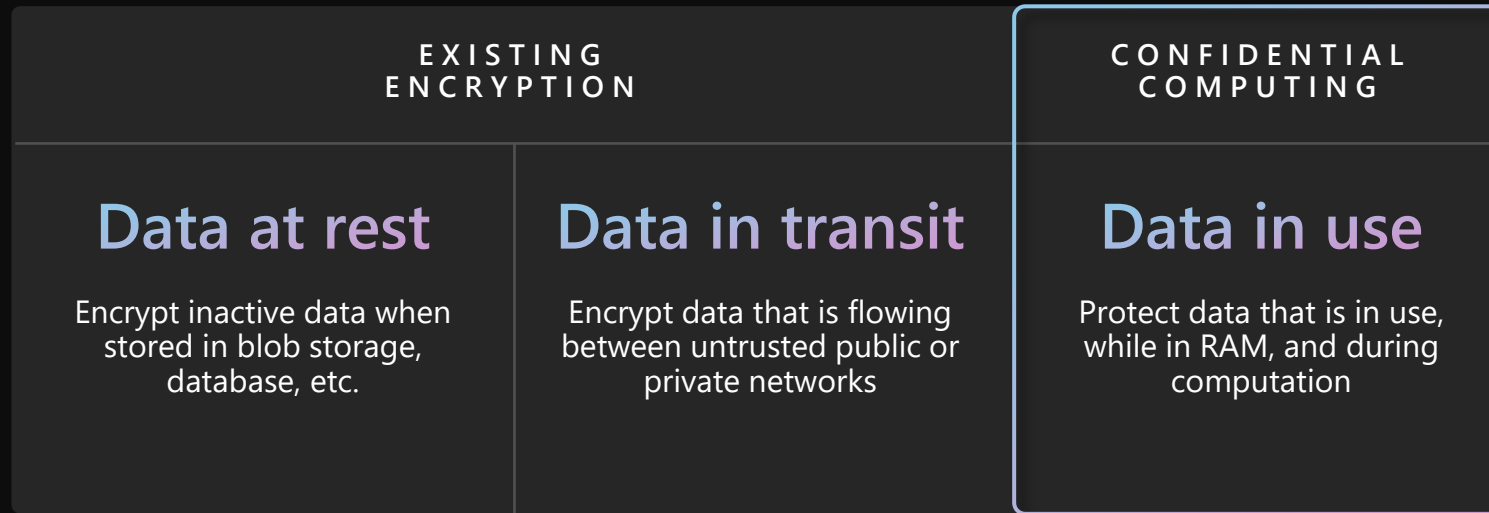 EXISTING
ENCRYPTION
CONFIDENTIAL
COMPUTING
Data at rest
Encrypt inactive data when
stored in blob storage,
database, etc.
Data in transit
Encrypt data that is flowing
between untrusted public or
private networks
Data in use
Protect data that is in use,
while in RAM, and during
computation